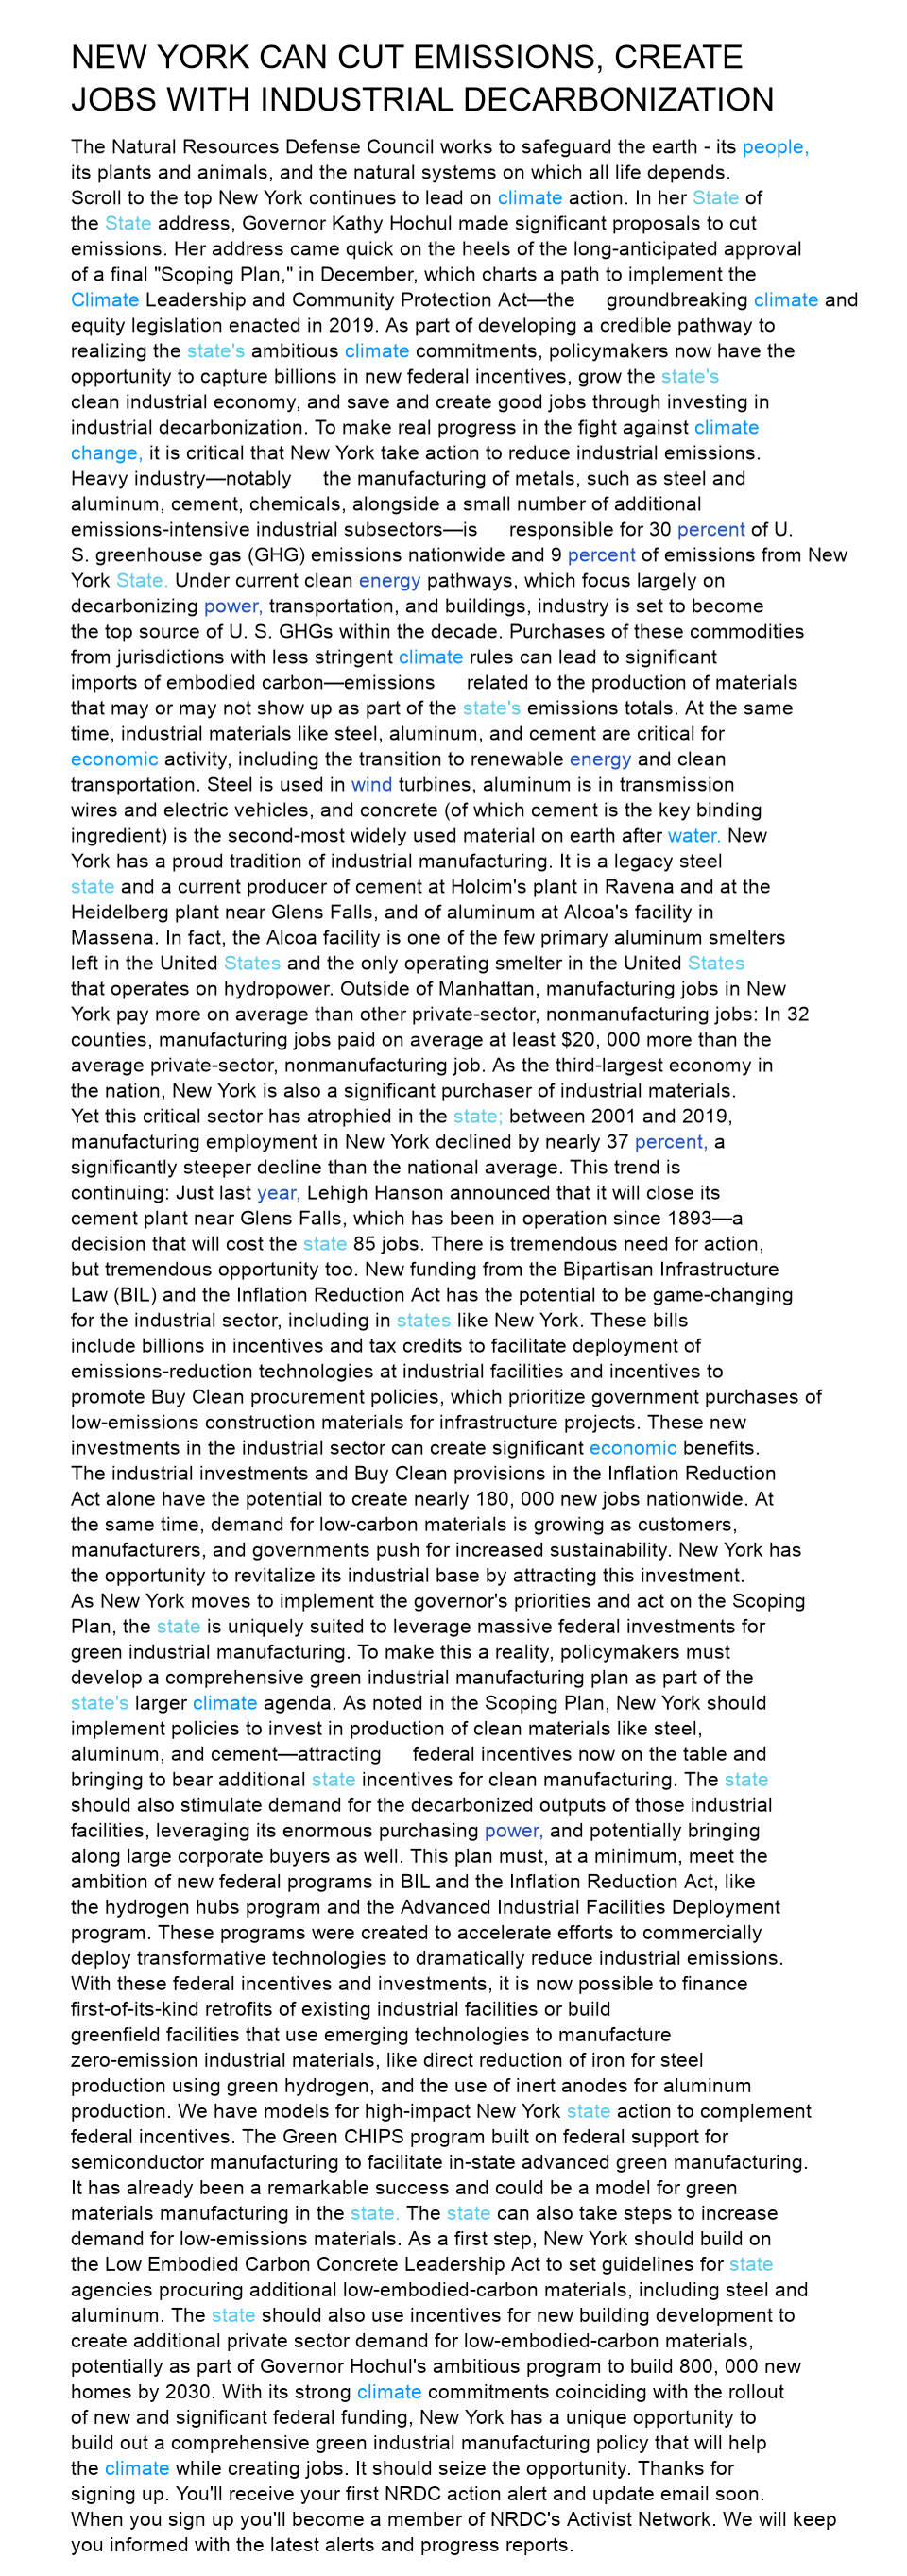 NEW YORK CAN CUT EMISSIONS, CREATE
JOBS WITH INDUSTRIAL DECARBONIZATION
The Natural Resources Defense Council works to safeguard the earth - its people,
its plants and animals, and the natural systems on which all life depends.
Scroll to the top New York continues to lead on climate action. In her State of
the State address, Governor Kathy Hochul made significant proposals to cut
emissions. Her address came quick on the heels of the long-anticipated approval
of a final "Scoping Plan," in December, which charts a path to implement the
Climate Leadership and Community Protection Act—the groundbreaking climate and
equity legislation enacted in 2019. As part of developing a credible pathway to
realizing the state's ambitious climate commitments, policymakers now have the
opportunity to capture billions in new federal incentives, grow the state's
clean industrial economy, and save and create good jobs through investing in
industrial decarbonization. To make real progress in the fight against climate
change, it is critical that New York take action to reduce industrial emissions.
Heavy industry—notably the manufacturing of metals, such as steel and
aluminum, cement, chemicals, alongside a small number of additional
emissions-intensive industrial subsectors—is responsible for 30 percent of U.
S. greenhouse gas (GHG) emissions nationwide and 9 percent of emissions from New
York State. Under current clean energy pathways, which focus largely on
decarbonizing power, transportation, and buildings, industry is set to become
the top source of U. S. GHGs within the decade. Purchases of these commodities
from jurisdictions with less stringent climate rules can lead to significant
imports of embodied carbon—emissions related to the production of materials
that may or may not show up as part of the state's emissions totals. At the same
time, industrial materials like steel, aluminum, and cement are critical for
economic activity, including the transition to renewable energy and clean
transportation. Steel is used in wind turbines, aluminum is in transmission
wires and electric vehicles, and concrete (of which cement is the key binding
ingredient) is the second-most widely used material on earth after water. New
York has a proud tradition of industrial manufacturing. It is a legacy steel
state and a current producer of cement at Holcim's plant in Ravena and at the
Heidelberg plant near Glens Falls, and of aluminum at Alcoa's facility in
Massena. In fact, the Alcoa facility is one of the few primary aluminum smelters
left in the United States and the only operating smelter in the United States
that operates on hydropower. Outside of Manhattan, manufacturing jobs in New
York pay more on average than other private-sector, nonmanufacturing jobs: In 32
counties, manufacturing jobs paid on average at least $20, 000 more than the
average private-sector, nonmanufacturing job. As the third-largest economy in
the nation, New York is also a significant purchaser of industrial materials.
Yet this critical sector has atrophied in the state; between 2001 and 2019,
manufacturing employment in New York declined by nearly 37 percent, a
significantly steeper decline than the national average. This trend is
continuing: Just last year, Lehigh Hanson announced that it will close its
cement plant near Glens Falls, which has been in operation since 1893—a
decision that will cost the state 85 jobs. There is tremendous need for action,
but tremendous opportunity too. New funding from the Bipartisan Infrastructure
Law (BIL) and the Inflation Reduction Act has the potential to be game-changing
for the industrial sector, including in states like New York. These bills
include billions in incentives and tax credits to facilitate deployment of
emissions-reduction technologies at industrial facilities and incentives to
promote Buy Clean procurement policies, which prioritize government purchases of
low-emissions construction materials for infrastructure projects. These new
investments in the industrial sector can create significant economic benefits.
The industrial investments and Buy Clean provisions in the Inflation Reduction
Act alone have the potential to create nearly 180, 000 new jobs nationwide. At
the same time, demand for low-carbon materials is growing as customers,
manufacturers, and governments push for increased sustainability. New York has
the opportunity to revitalize its industrial base by attracting this investment.
As New York moves to implement the governor's priorities and act on the Scoping
Plan, the state is uniquely suited to leverage massive federal investments for
green industrial manufacturing. To make this a reality, policymakers must
develop a comprehensive green industrial manufacturing plan as part of the
state's larger climate agenda. As noted in the Scoping Plan, New York should
implement policies to invest in production of clean materials like steel,
aluminum, and cement—attracting federal incentives now on the table and
bringing to bear additional state incentives for clean manufacturing. The state
should also stimulate demand for the decarbonized outputs of those industrial
facilities, leveraging its enormous purchasing power, and potentially bringing
along large corporate buyers as well. This plan must, at a minimum, meet the
ambition of new federal programs in BIL and the Inflation Reduction Act, like
the hydrogen hubs program and the Advanced Industrial Facilities Deployment
program. These programs were created to accelerate efforts to commercially
deploy transformative technologies to dramatically reduce industrial emissions.
With these federal incentives and investments, it is now possible to finance
first-of-its-kind retrofits of existing industrial facilities or build
greenfield facilities that use emerging technologies to manufacture
zero-emission industrial materials, like direct reduction of iron for steel
production using green hydrogen, and the use of inert anodes for aluminum
production. We have models for high-impact New York state action to complement
federal incentives. The Green CHIPS program built on federal support for
semiconductor manufacturing to facilitate in-state advanced green manufacturing.
It has already been a remarkable success and could be a model for green
materials manufacturing in the state. The state can also take steps to increase
demand for low-emissions materials. As a first step, New York should build on
the Low Embodied Carbon Concrete Leadership Act to set guidelines for state
agencies procuring additional low-embodied-carbon materials, including steel and
aluminum. The state should also use incentives for new building development to
create additional private sector demand for low-embodied-carbon materials,
potentially as part of Governor Hochul's ambitious program to build 800, 000 new
homes by 2030. With its strong climate commitments coinciding with the rollout
of new and significant federal funding, New York has a unique opportunity to
build out a comprehensive green industrial manufacturing policy that will help
the climate while creating jobs. It should seize the opportunity. Thanks for
signing up. You'll receive your first NRDC action alert and update email soon.
When you sign up you'll become a member of NRDC's Activist Network. We will keep
you informed with the latest alerts and progress reports.